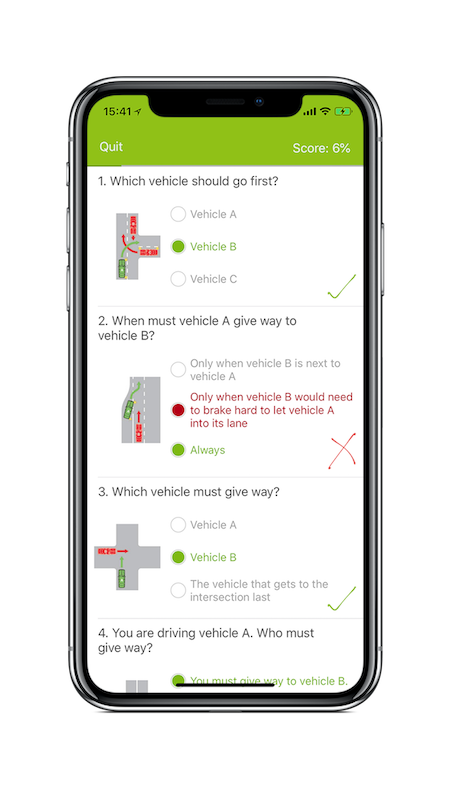 15:41
Quit
Score: 6%
1. Which vehicle should go first?
Vehicle A
Vehicle B
Vehicle C
2. When must vehicle A give way to
vehicle B?
Only when vehicle B is next to
vehicle A
Only when vehicle B would need
to brake hard to let vehicle A
into its lane
Always
3. Which vehicle must give way?
Vehicle A
Vehicle B
The vehicle that gets to the
intersection last
4. You are driving vehicle A. Who must
give way?
You must give way to vehicle B.